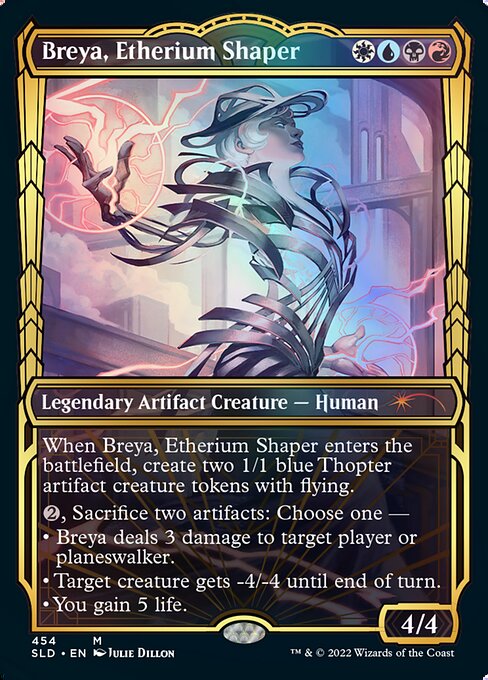 Breya, Etherium Shaper
Legendary Artifact Creature — Human
When Breya, Etherium Shaper enters the
battlefield, create two 1/1 blue Thopter
artifact creature tokens with flying.
2, Sacrifice two artifacts: Choose one —
• Breya deals 3 damage to target player or
planeswalker.
• Target creature gets -4/-4 until end of turn.
• You gain 5 life.
4/4
454 M
SLD • EN Julie Dillon
™ & © 2022 Wizards of the Coast